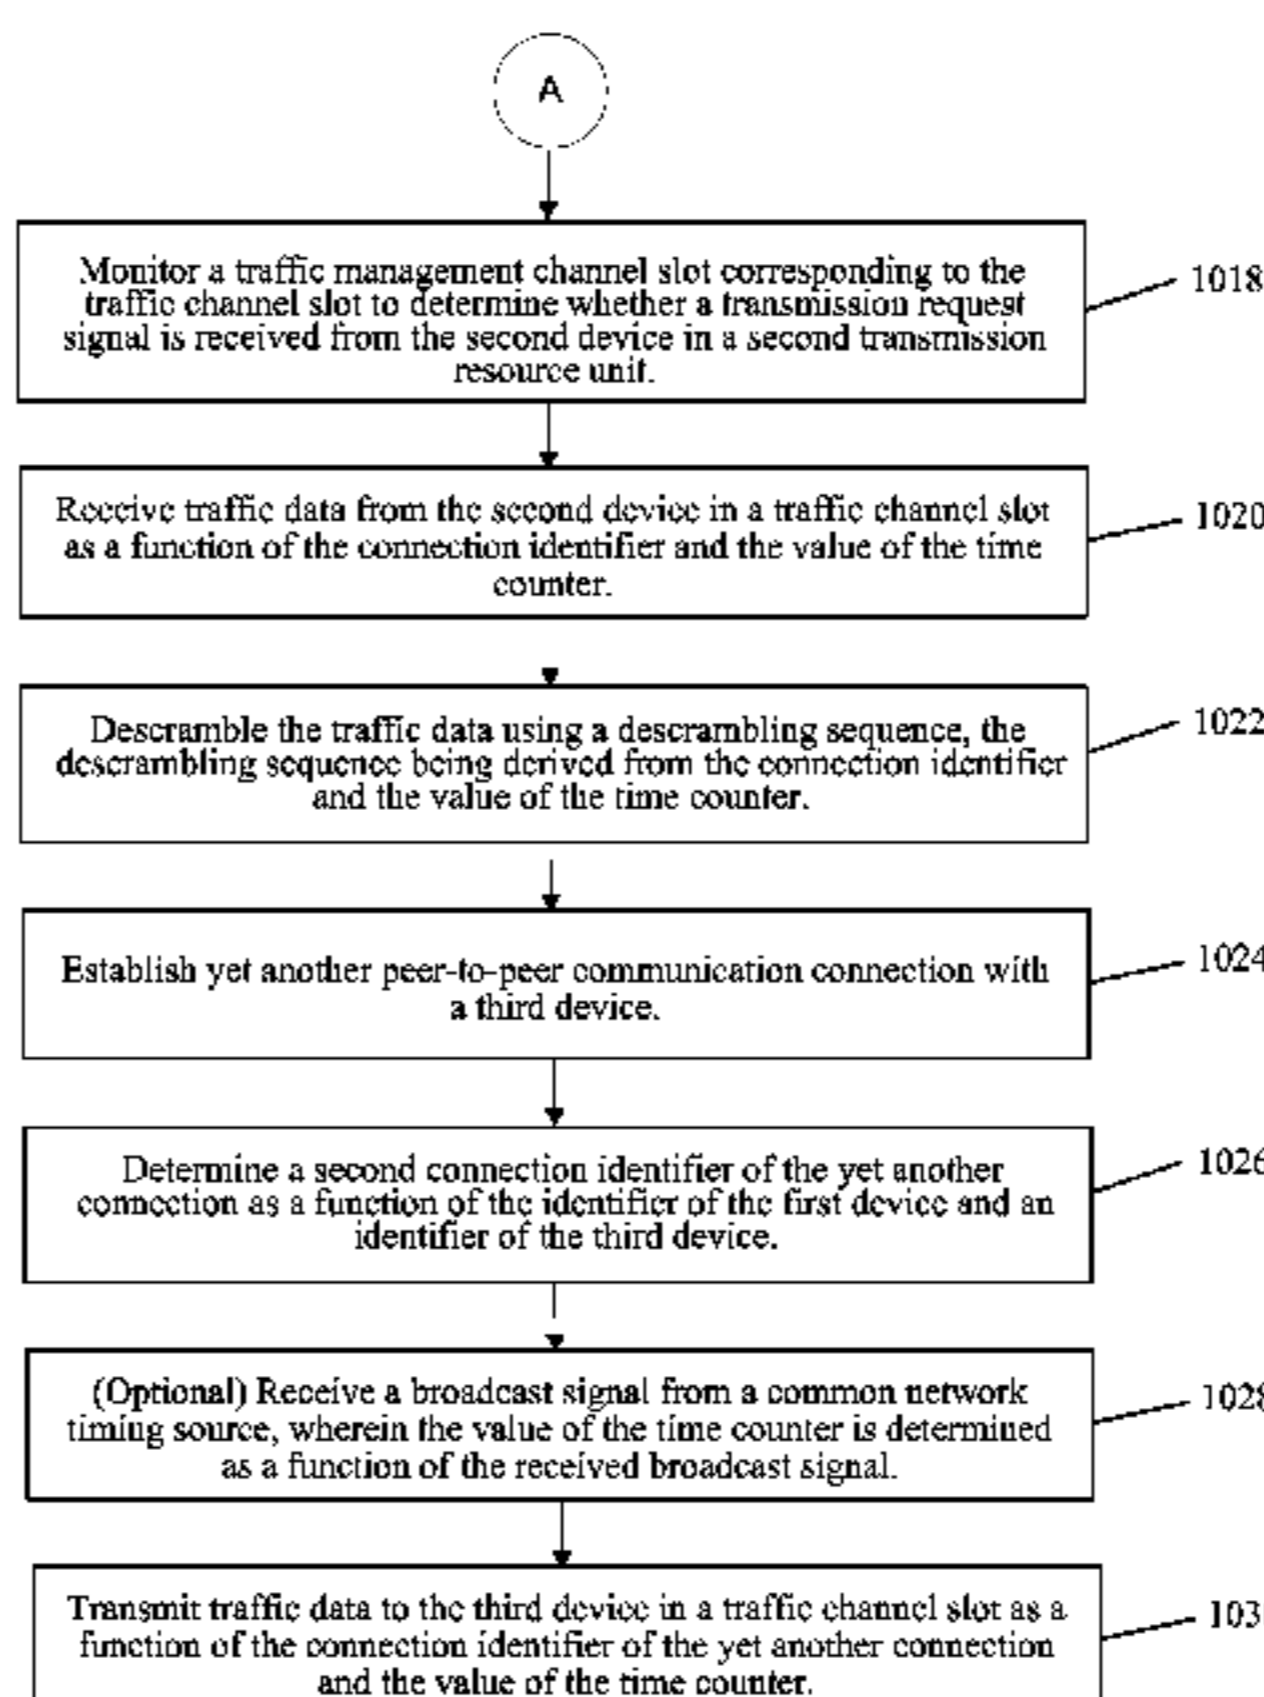 A
Monitor a traffic management channel slot corresponding to the
traffic channel slot to determine whether a transmission request
signal is received from the second device in a second transmission
resource unit.
1018
Receive traffic data from the second device in a traffic channel slot
as a function of the connection identifier and the value of the time
counter.
1020
Descramble the traffic data using a descrambling sequence, the
descrambling sequence being derived from the connection identifier
and the value of the time counter.
1022
Establish yet another peer-to-peer communication connection with
a third device.
1024
Determine a second connection identifier of the yet another
connection as a function of the identifier of the first device and an
identifier of the third device.
1026
(Optional) Receive a broadcast signal from a common network
timing source, wherein the value of the time counter is determined
as a function of the received broadcast signal.
1028
Transmit traffic data to the third device in a traffic channel slot as a
function of the connection identifier of the yet another connection
and the value of the time counter.